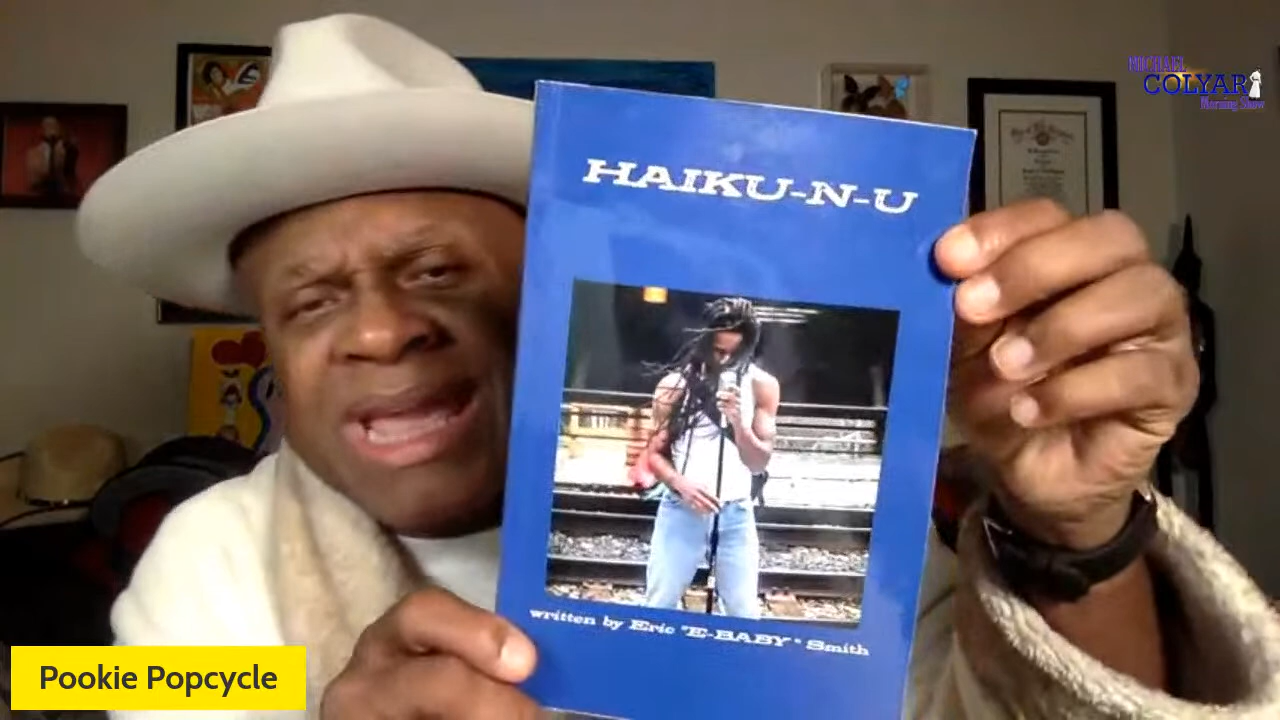 MICHAEL
COLYAR
Morning Show
HAIKU-N-U
written by Eric "E-BABY" Smith
Pookie Popcycle